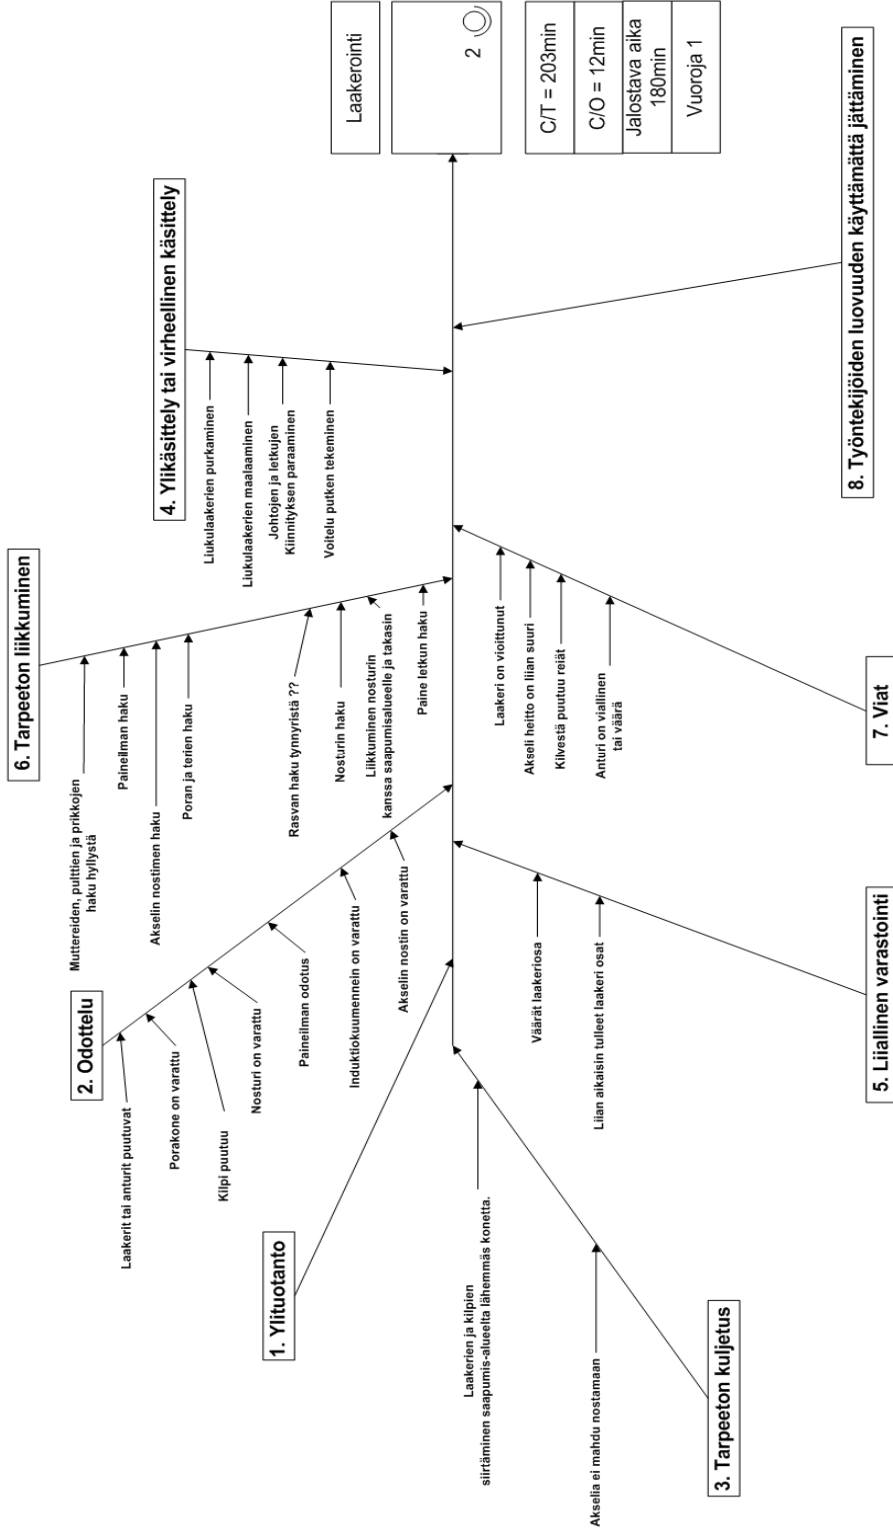 6. Tarpeeton liikkuminen
Muttereiden, pulttien ja prikkojen
haku hyllystä
Paineilman haku
Akselin nostimen haku
Poran ja terien haku
Rasvan haku tynnyristä ??
Nosturin haku
Liikkuminen nosturin
kanssa saapumisalueelle ja takasin
Paine letkun haku
2. Odottelu
Laakerit tai anturit puutuvat
Porakone on varattu
Kilpi puutuu
Nosturi on varattu
Paineilman odotus
Induktiokuumennein on varattu
Akselin nostin on varattu
4. Ylikäsittely tai virheellinen käsittely
Liukulaakerien purkaminen
Liukulaakerien maalaaminen
Johtojen ja letkujen
Kiinnityksen paraaminen
Voitelu putken tekeminen
1. Ylituotanto
Laakerointi
2
C/T = 203min
C/O = 12min
Jalostava aika
180min
Vuoroja 1
3. Tarpeeton kuljetus
Laakerien ja kilpien
siirtäminen saapumis-alueelta lähemmäs konetta.
Akselia ei mahdu nostamaan
5. Liiallinen varastointi
Väärät laakeriosa
Liian aikaisin tulleet laakeri osat
7. Viat
Laakeri on vioittunut
Akseli heitto on liian suuri
Kilvestä puutuu reiät
Anturi on viallinen
tai väärä
8. Työntekijöiden luovuuden käyttämättä jättäminen